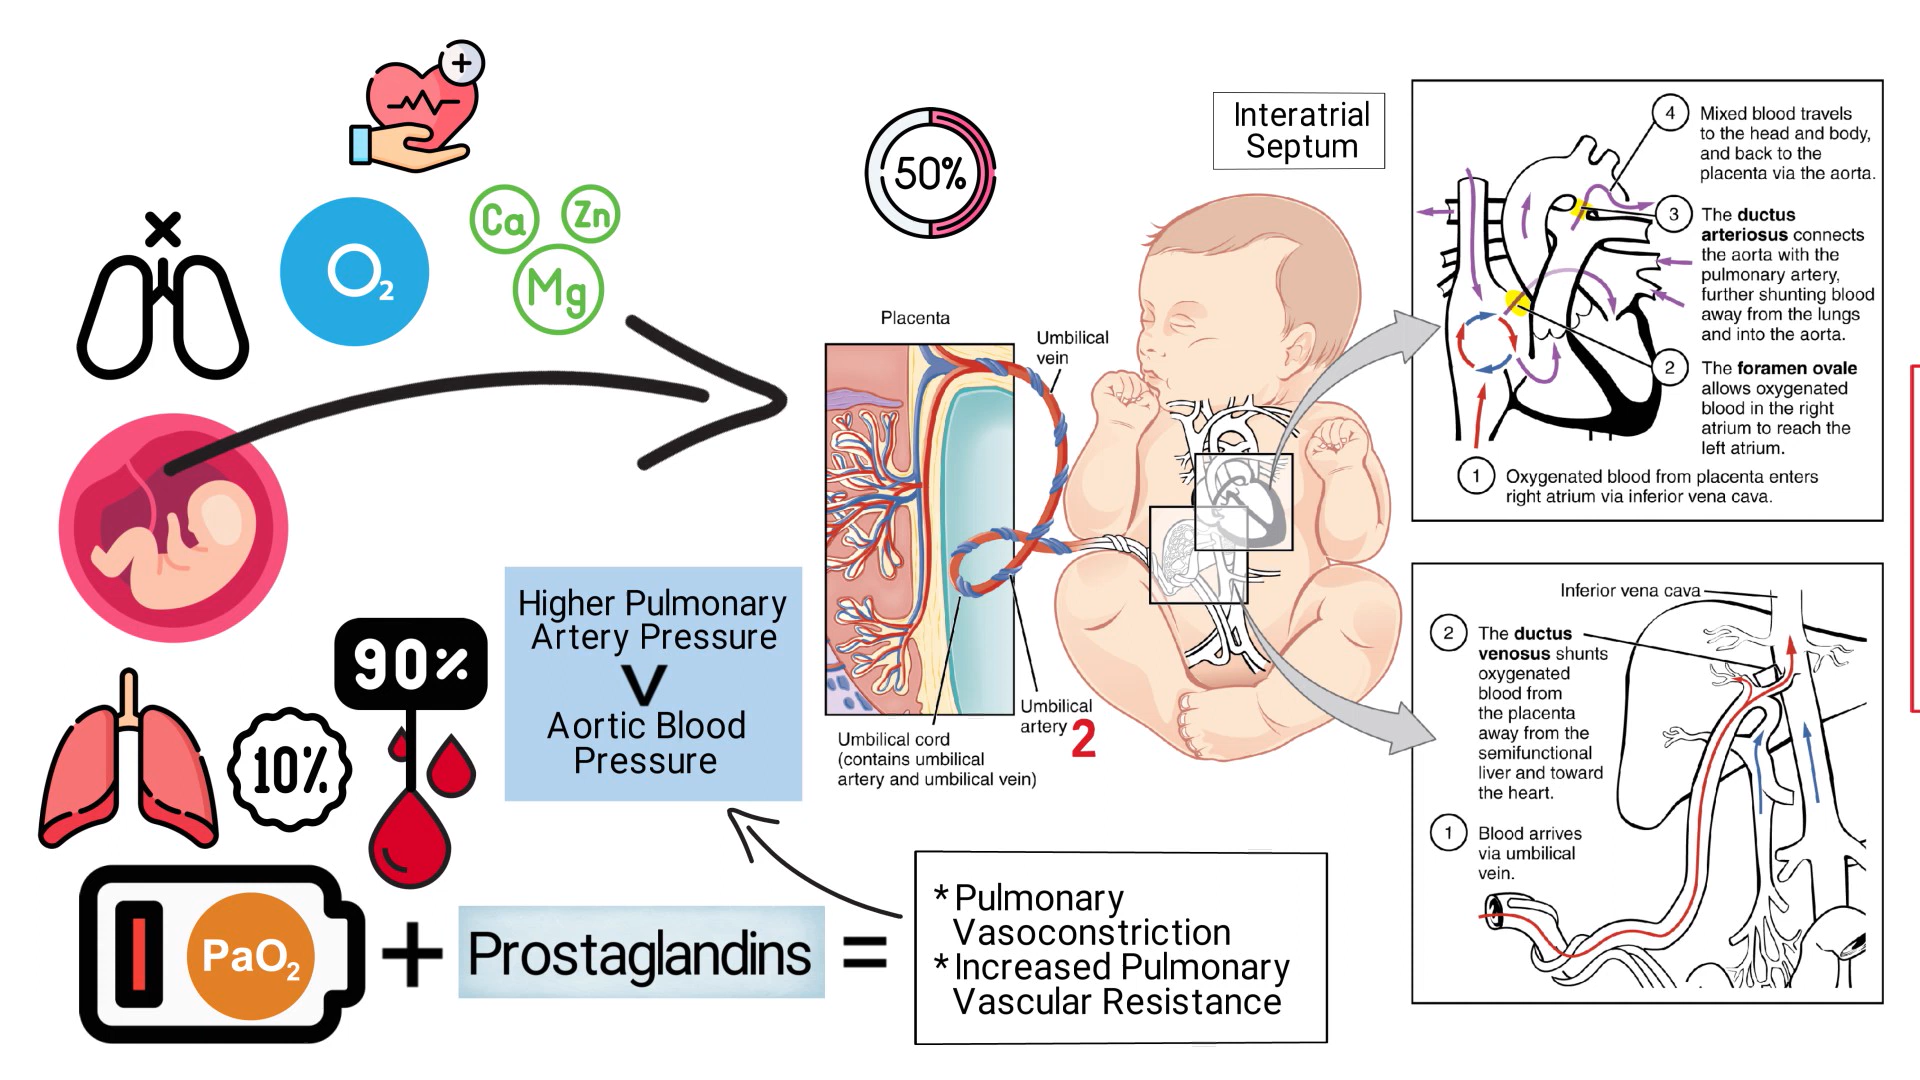 O2
Ca
Zn
Mg
90%
10%
Higher Pulmonary
Artery Pressure
V
Aortic Blood
Pressure
PaO2
+
Prostaglandins
=
*Pulmonary
Vasoconstriction
*Increased Pulmonary
Vascular Resistance
50%
Placenta
Umbilical
vein
Umbilical
artery 2
Umbilical cord
(contains umbilical
artery and umbilical vein)
Interatrial
Septum
4 Mixed blood travels
to the head and body,
and back to the
placenta via the aorta.
3 The ductus
arteriosus connects
the aorta with the
pulmonary artery,
further shunting blood
away from the lungs
and into the aorta.
2 The foramen ovale
allows oxygenated
blood in the right
atrium to reach the
left atrium.
1 Oxygenated blood from placenta enters
right atrium via inferior vena cava.
Inferior vena cava
2 The ductus
venosus shunts
oxygenated
blood from
the placenta
away from the
semifunctional
liver and toward
the heart.
1 Blood arrives
via umbilical
vein.